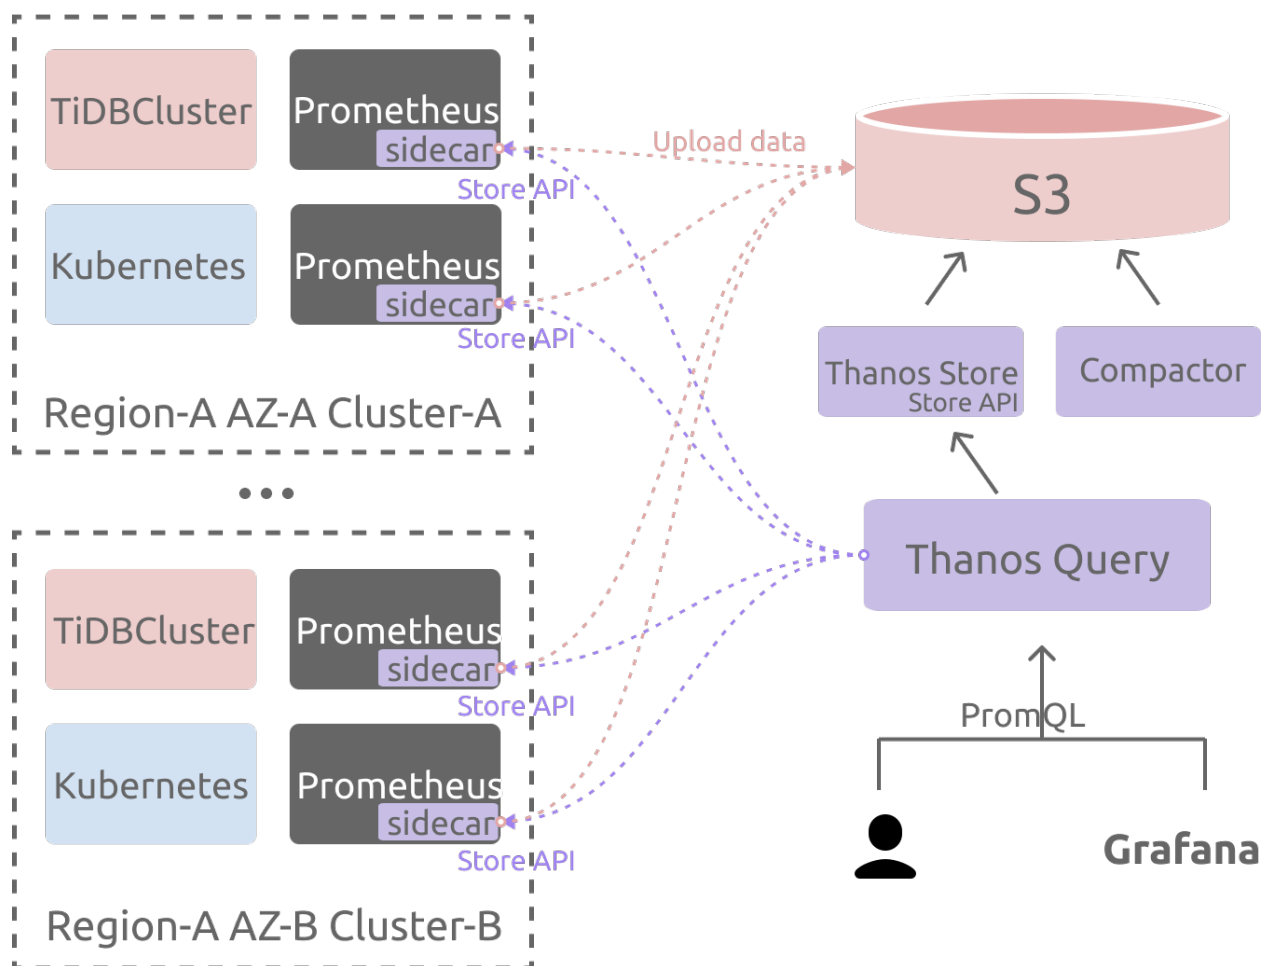 TiDBCluster
Prometheus
sidecar
Store API
Kubernetes
Prometheus
sidecar
Store API
Region-A AZ-A Cluster-A
...
TiDBCluster
Prometheus
sidecar
Store API
Kubernetes
Prometheus
sidecar
Store API
Region-A AZ-B Cluster-B
Upload data
S3
Thanos Store
Store API
Compactor
Thanos Query
PromQL
Grafana